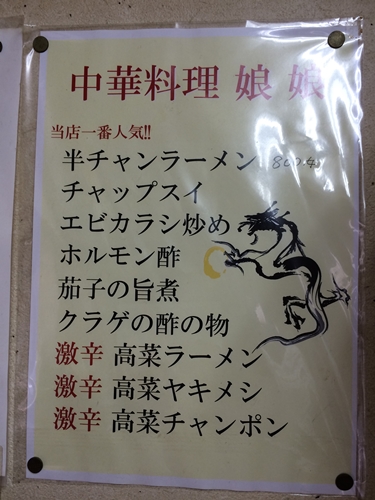 中華料理 娘 娘
当店一番人気!!
半チャンラーメン 800円
チャップスイ
エビカラシ炒め
ホルモン酢
茄子の旨煮
クラゲの酢の物
激辛 高菜ラーメン
激辛 高菜ヤキメシ
激辛 高菜チャンポン